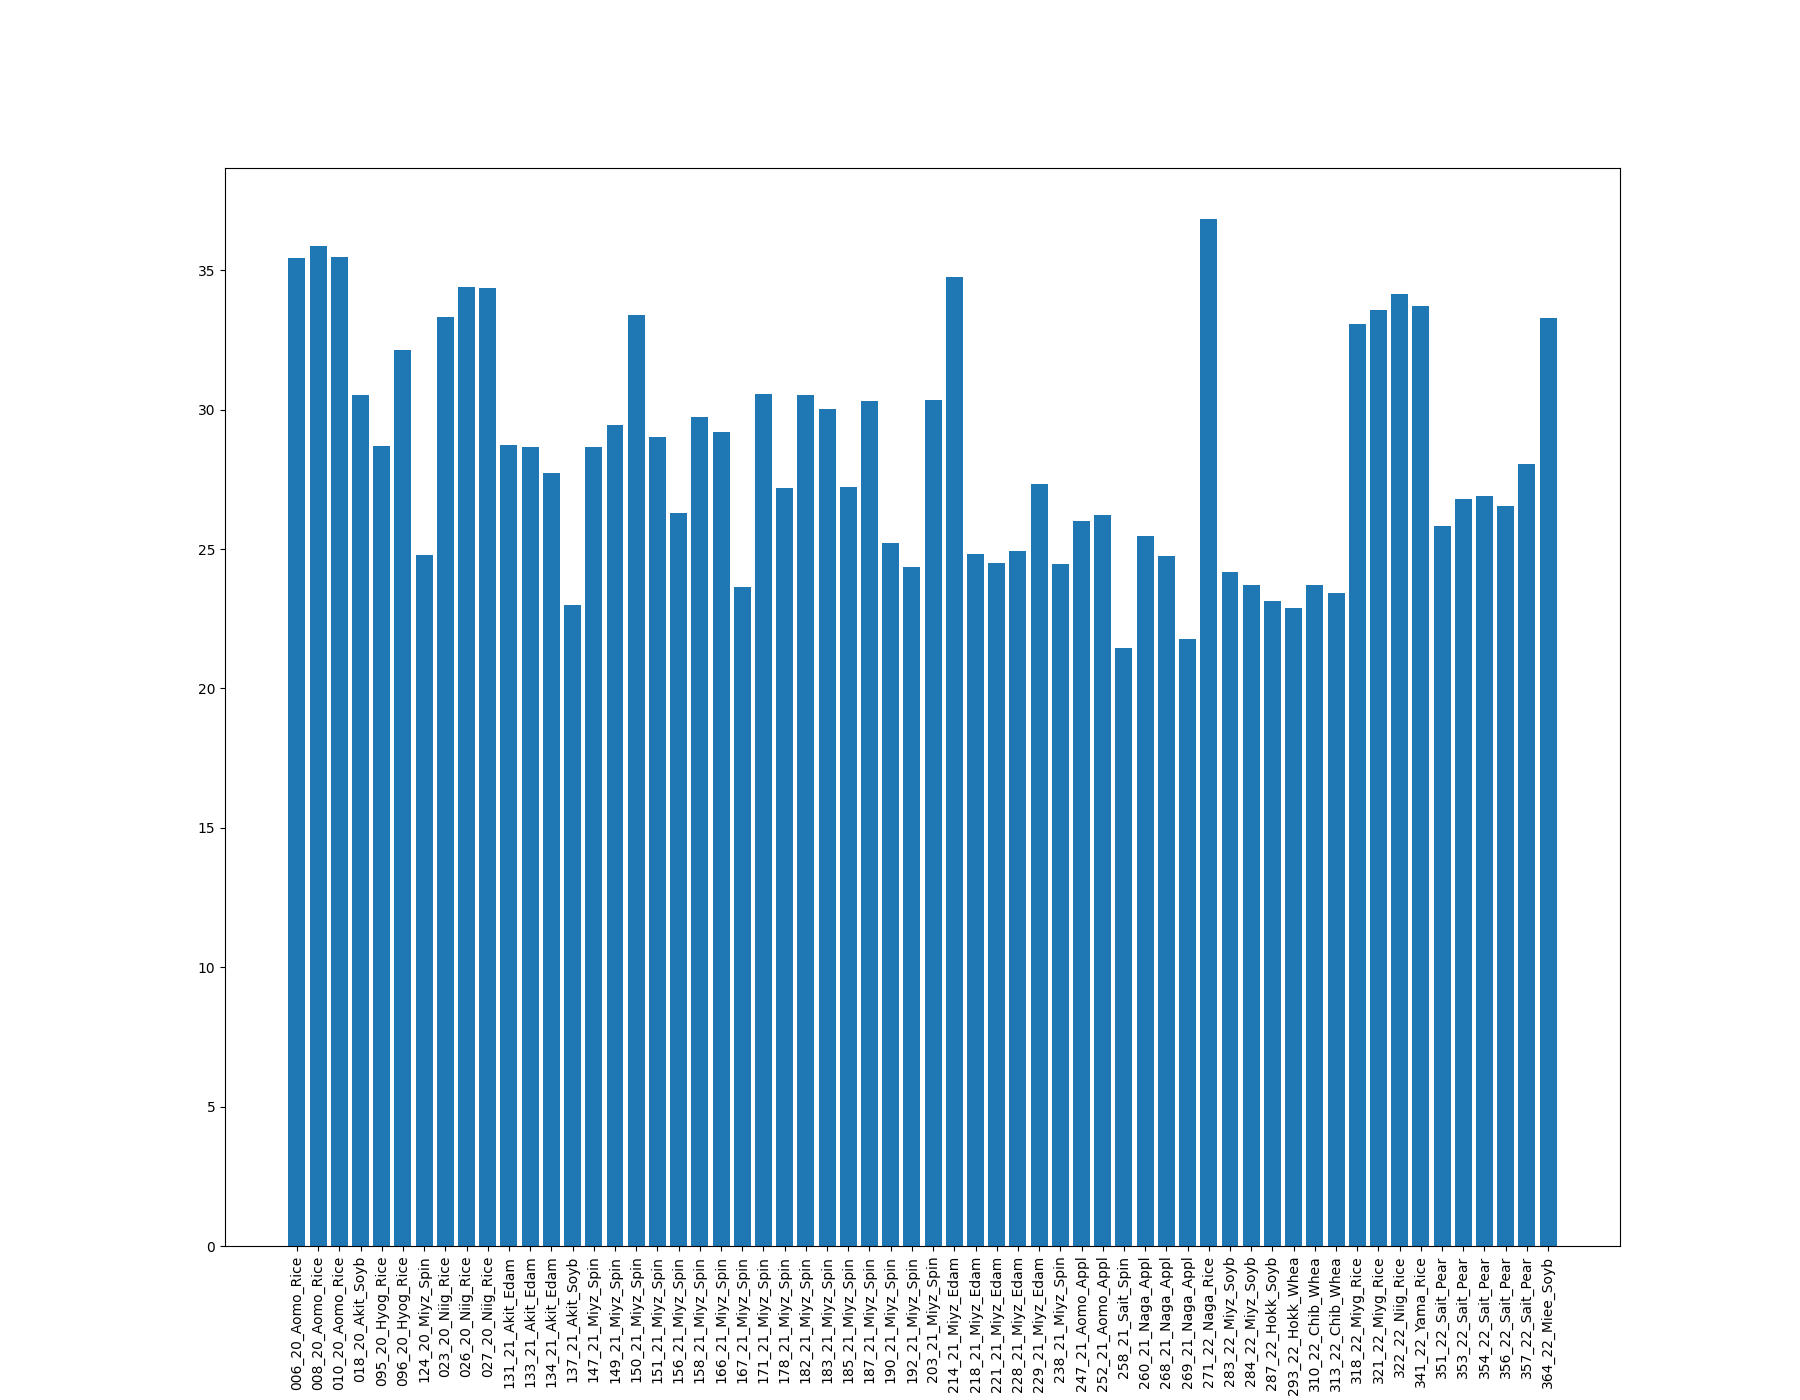 35
30
25
20
15
10
5
0
006_20_Aomo_Rice
008_20_Aomo_Rice
010_20_Aomo_Rice
018_20_Akit_Soyb
095_20_Hyog_Rice
096_20_Hyog_Rice
124_20_Miyz_Spin
023_20_Niig_Rice
026_20_Niig_Rice
027_20_Niig_Rice
131_21_Akit_Edam
133_21_Akit_Edam
134_21_Akit_Edam
137_21_Akit_Soyb
147_21_Miyz_Spin
149_21_Miyz_Spin
150_21_Miyz_Spin
151_21_Miyz_Spin
156_21_Miyz_Spin
158_21_Miyz_Spin
166_21_Miyz_Spin
167_21_Miyz_Spin
171_21_Miyz_Spin
178_21_Miyz_Spin
182_21_Miyz_Spin
183_21_Miyz_Spin
185_21_Miyz_Spin
187_21_Miyz_Spin
190_21_Miyz_Spin
192_21_Miyz_Spin
203_21_Miyz_Spin
214_21_Miyz_Edam
218_21_Miyz_Edam
221_21_Miyz_Edam
228_21_Miyz_Edam
229_21_Miyz_Edam
238_21_Miyz_Spin
247_21_Aomo_Appl
252_21_Aomo_Appl
258_21_Sait_Spin
260_21_Naga_Appl
268_21_Naga_Appl
269_21_Naga_Appl
271_22_Naga_Rice
283_22_Miyz_Soyb
284_22_Miyz_Soyb
287_22_Hokk_Soyb
293_22_Hokk_Whea
310_22_Chib_Whea
313_22_Chib_Whea
318_22_Miyg_Rice
321_22_Miyg_Rice
322_22_Niig_Rice
341_22_Yama_Rice
351_22_Sait_Pear
353_22_Sait_Pear
354_22_Sait_Pear
356_22_Sait_Pear
357_22_Sait_Pear
364_22_Miee_Soyb